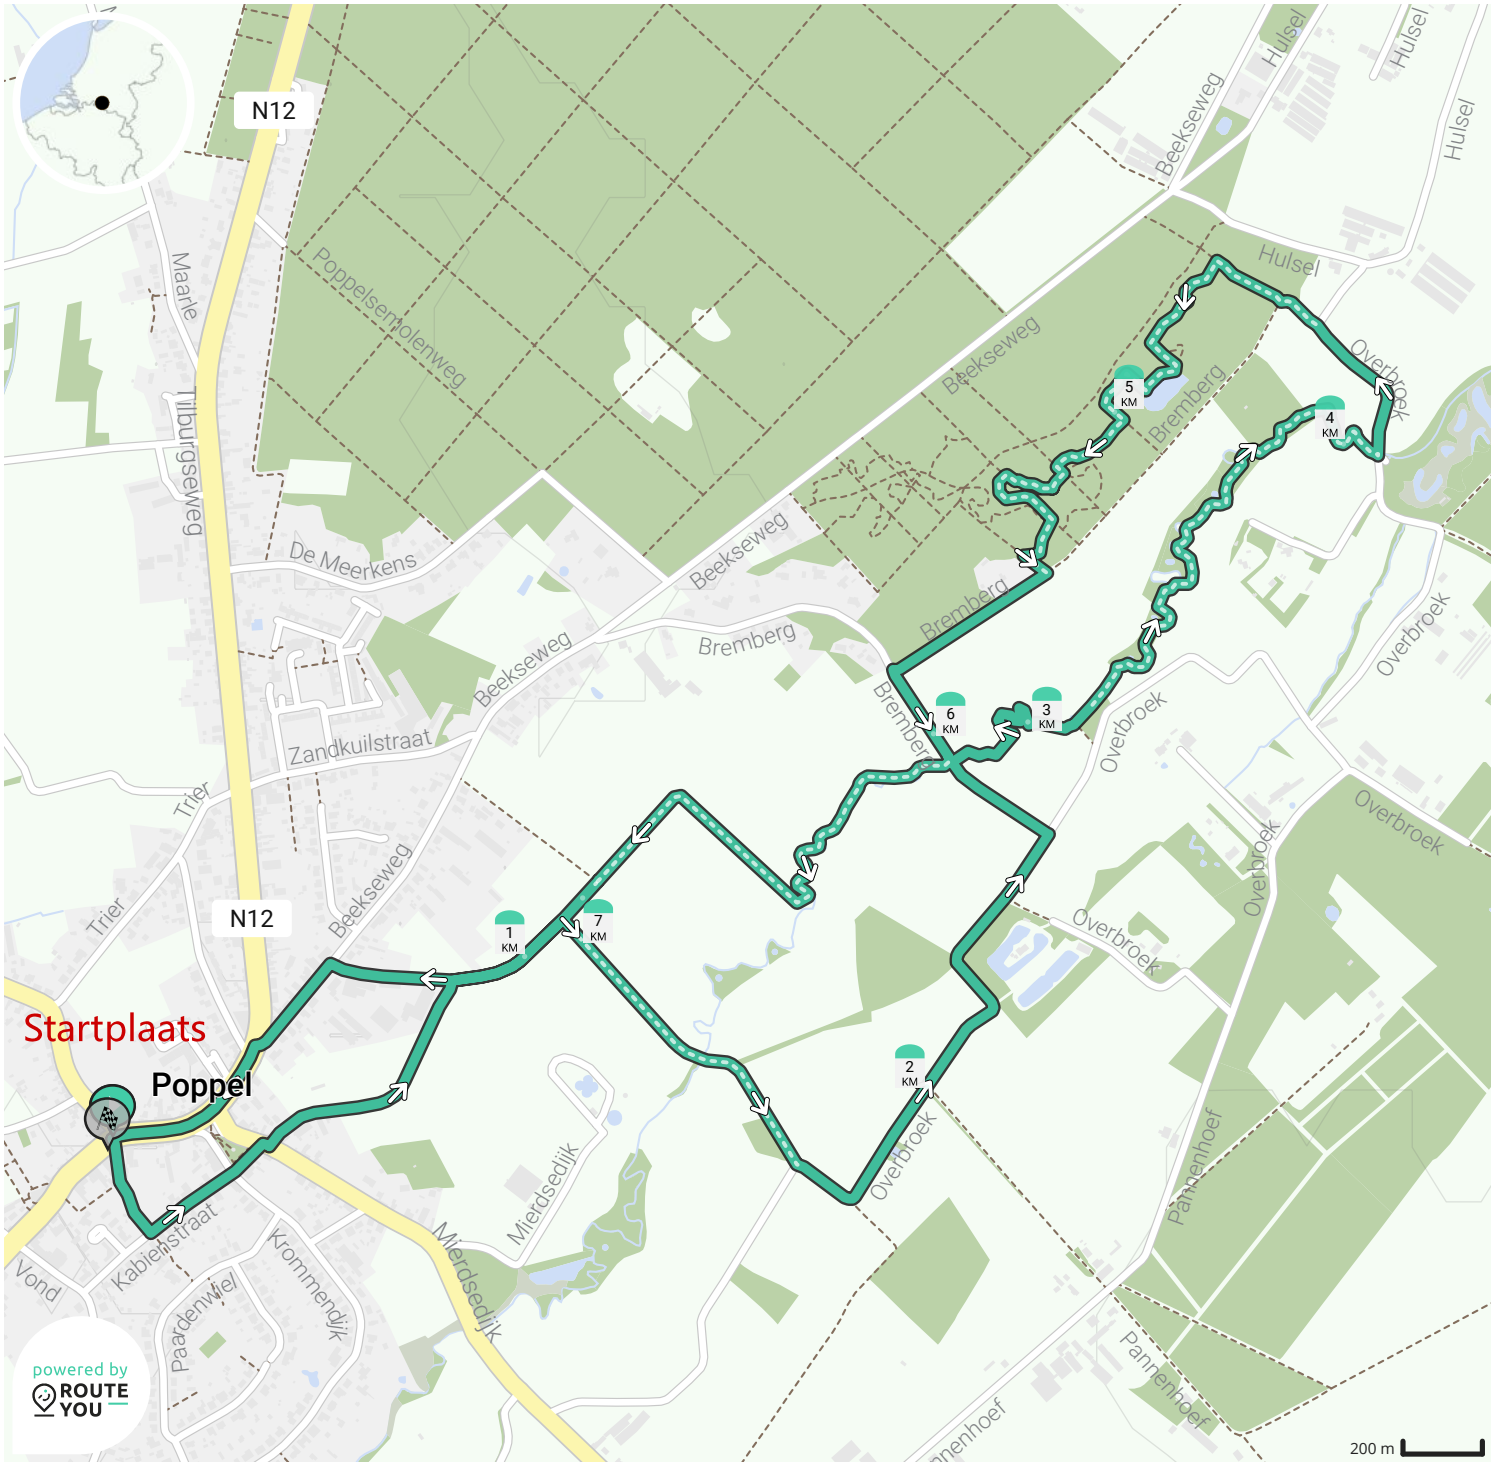 N12
Hulsel
Hulsel
Hulsel
Beekseweg
Maarle
Poppelsemolenweg
Hulsel
Beekseweg
Overbroek
Bremberg
5
KM
4
KM
Tilburgseweg
De Meerkens
Beekseweg
Bremberg
Bremberg
Overbroek
Beekseweg
Bremberg
6
KM
3
KM
Zandkuilstraat
Overbroek
Trier
Overbroek
Overbroek
Beekseweg
Trier
N12
1
KM
7
KM
Overbroek
Startplaats
Poppel
2
KM
Overbroek
Mierdsedijk
Pannenhoef
Kabienstraat
Krommendijk
Vond
Paardenwiel
Mierdsedijk
Pannenhoef
powered by
ROUTE
YOU
200 m